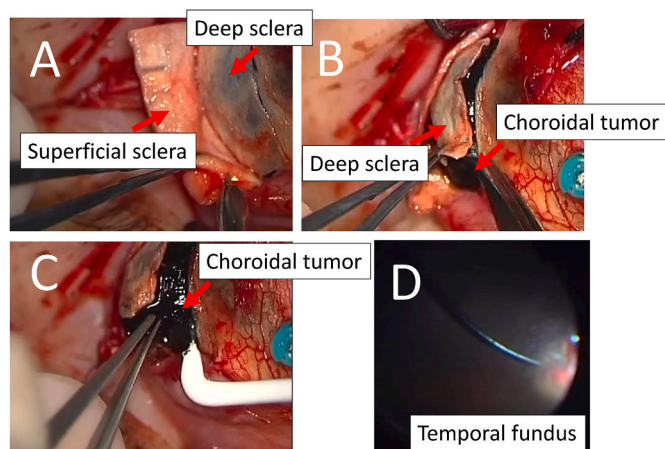 A
Deep sclera
Superficial sclera
B
Choroidal tumor
Deep sclera
C
Choroidal tumor
D
Temporal fundus